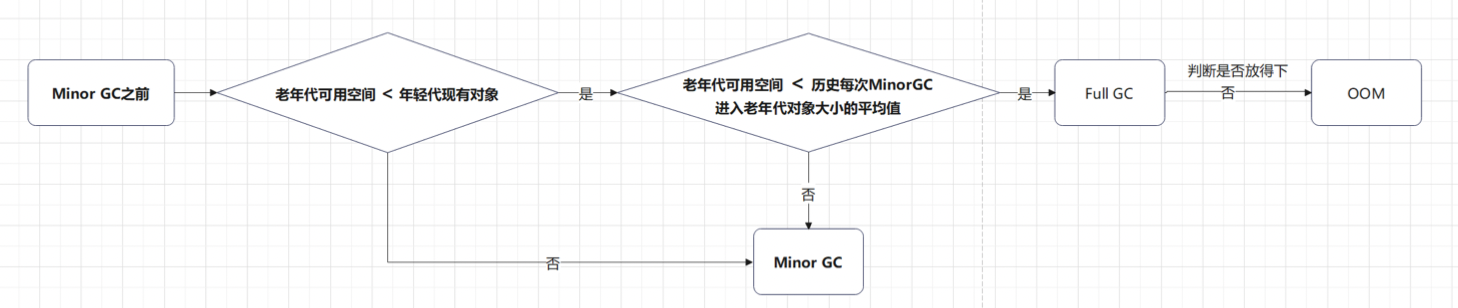 Minor GC之前
老年代可用空间 < 年轻代现有对象
是
老年代可用空间 < 历史每次MinorGC
进入老年代对象大小的平均值
是
Full GC
判断是否放得下
否
OOM
否
否
Minor GC